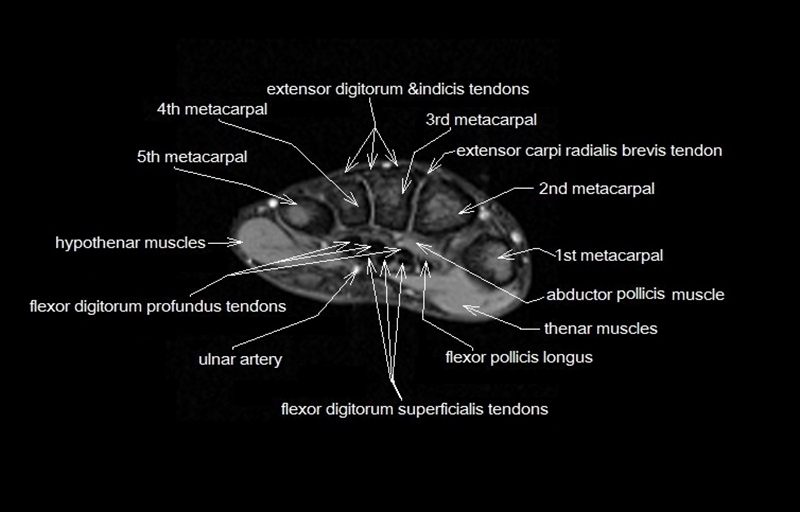 extensor digitorum &indicis tendons
4th metacarpal
3rd metacarpal
5th metacarpal
extensor carpi radialis brevis tendon
2nd metacarpal
hypothenar muscles
1st metacarpal
flexor digitorum profundus tendons
abductor pollicis muscle
thenar muscles
ulnar artery
flexor pollicis longus
flexor digitorum superficialis tendons